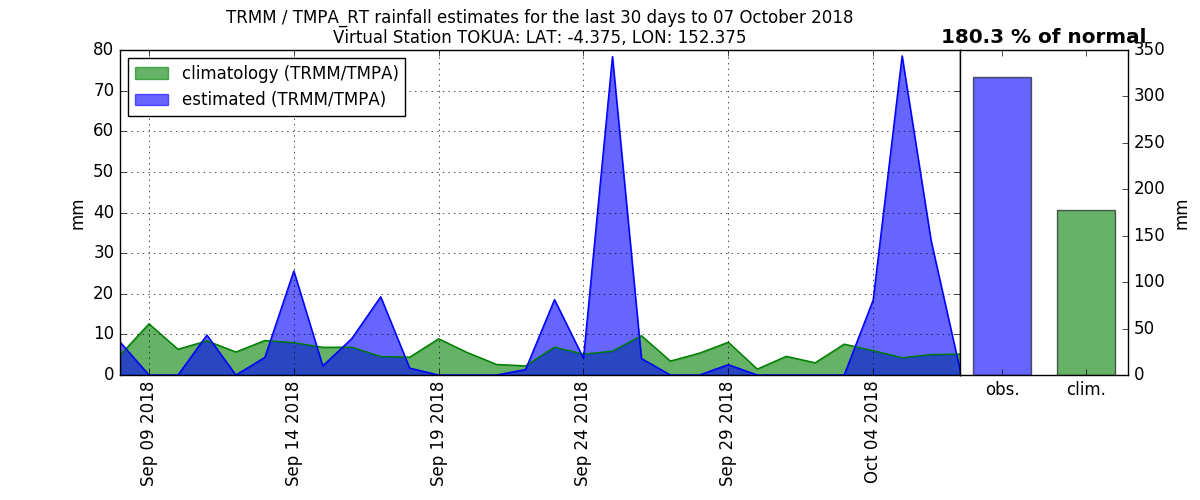 TRMM / TMPA_RT rainfall estimates for the last 30 days to 07 October 2018
Virtual Station TOKUA: LAT: -4.375, LON: 152.375
180.3 % of normal
climatology (TRMM/TMPA)
estimated (TRMM/TMPA)
mm
80
70
60
50
40
30
20
10
0
Sep 09 2018
Sep 14 2018
Sep 19 2018
Sep 24 2018
Sep 29 2018
Oct 04 2018
obs.
clim.
350
300
250
200
150
100
50
0
mm